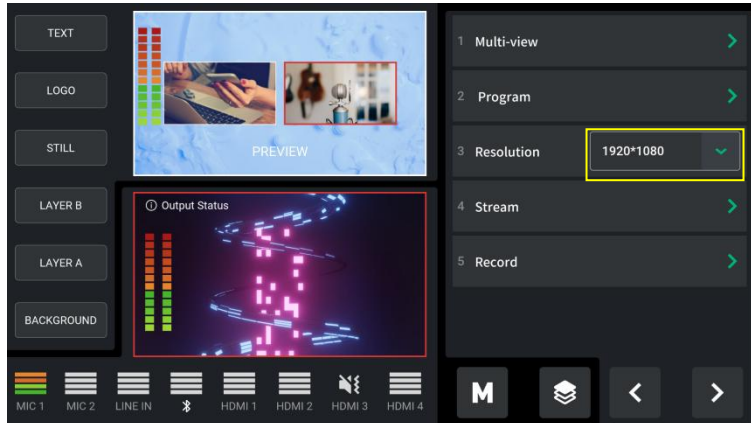 TEXT
LOGO
STILL
LAYER B
LAYER A
BACKGROUND
PREVIEW
Output Status
MIC 1 MIC 2 LINE IN HDMI 1 HDMI 2 HDMI 3 HDMI 4
1 Multi-view
2 Program
3 Resolution 1920*1080
4 Stream
5 Record
M